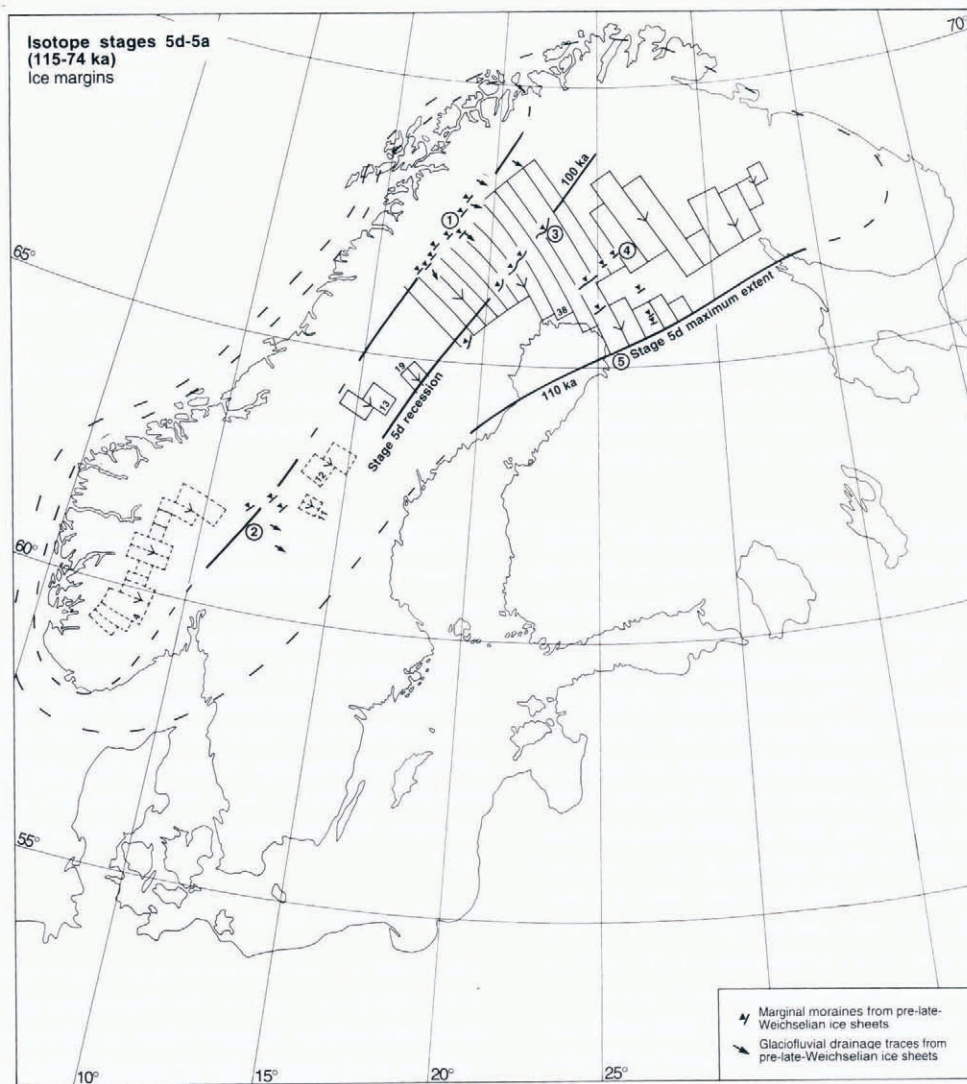 Isotope stages 5d-5a
(115-74 ka)
Ice margins
70°
100 ka
1
3
4
65°
38
5
Stage 5d maximum extent
110 ka
19
13
Stage 5d recession
12
11
2
60°
4
55°
Marginal moraines from pre-late-
Weichselian ice sheets
Glaciofluvial drainage traces from
pre-late-Weichselian ice sheets
10°
15°
20°
25°